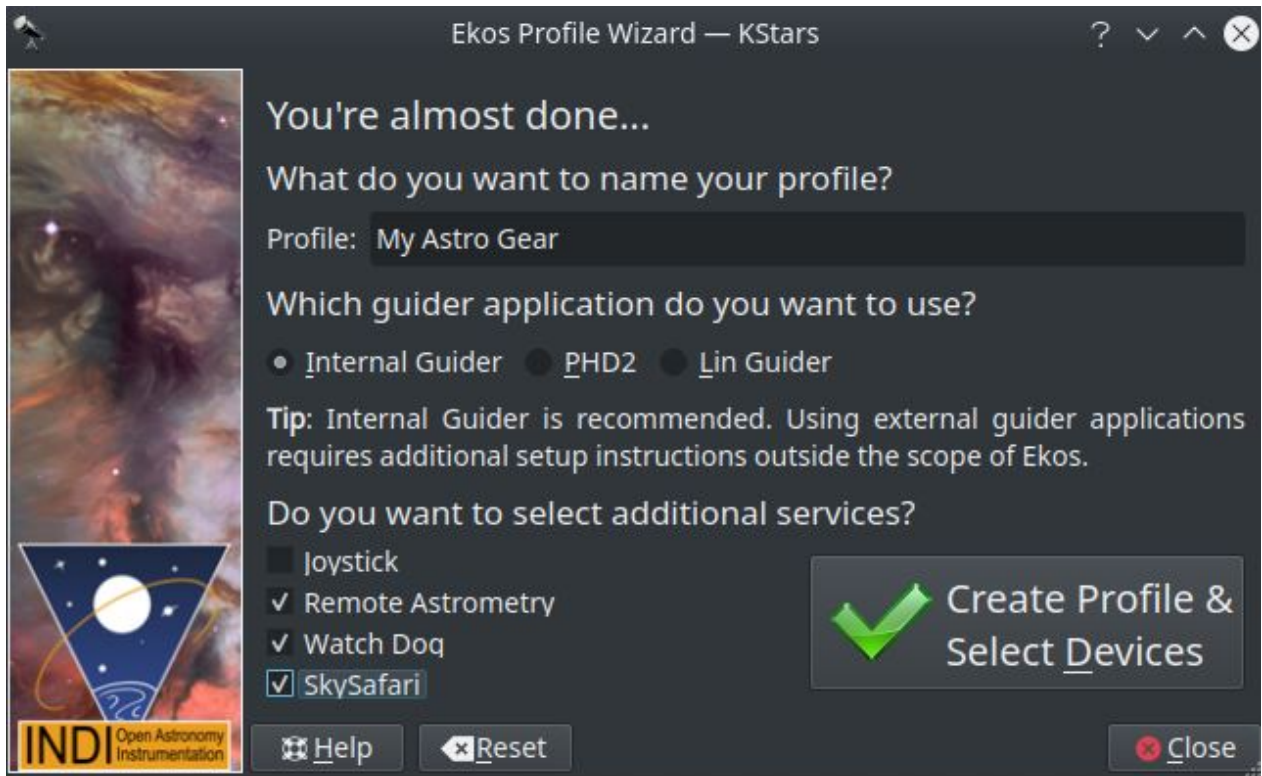 Ekos Profile Wizard — KStars
You're almost done...
What do you want to name your profile?
Profile: My Astro Gear
Which guider application do you want to use?
Internal Guider PHD2 Lin Guider
Tip: Internal Guider is recommended. Using external guider applications
requires additional setup instructions outside the scope of Ekos.
Do you want to select additional services?
Joystick
Remote Astrometry
Watch Dog
SkySafari
Create Profile &
Select Devices
INDI Open Astronomy
Instrumentation
Help Reset Close